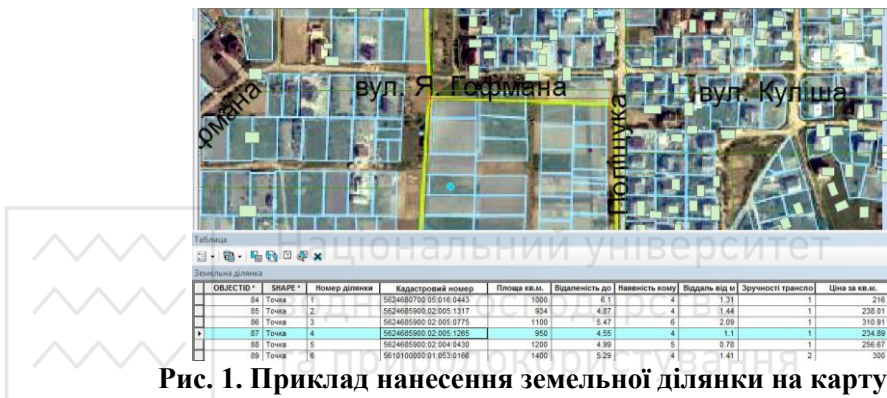 вул. Я. Гофмана
вул. Куліша
фмана
Поліщука
Таблица
Національний університет
Земельна ділянка
OBJECTID * SHAPE * Номер ділянки Кадастровий номер Площа кв.м. Відаленість до Наявність кому Віддаль від м Зручності транспо Ціна за кв.м.
84 Точка 1 5624680700:05:016:0443 1000 6.1 4 1.31 1 216
85 Точка 2 5624685900:02:005:1317 934 4.87 4 1.44 1 238.01
86 Точка 3 5624685900:02:005:0775 1100 5.47 6 2.09 1 310.91
87 Точка 4 5624685900:02:005:1265 950 4.55 4 1.1 1 234.89
88 Точка 5 5624685900:02:004:0430 1200 4.99 5 0.78 1 256.67
89 Точка 6 5610100000:01:053:0166 1400 5.29 4 1.41 2 300
та природокористування
Рис. 1. Приклад нанесення земельної ділянки на карту